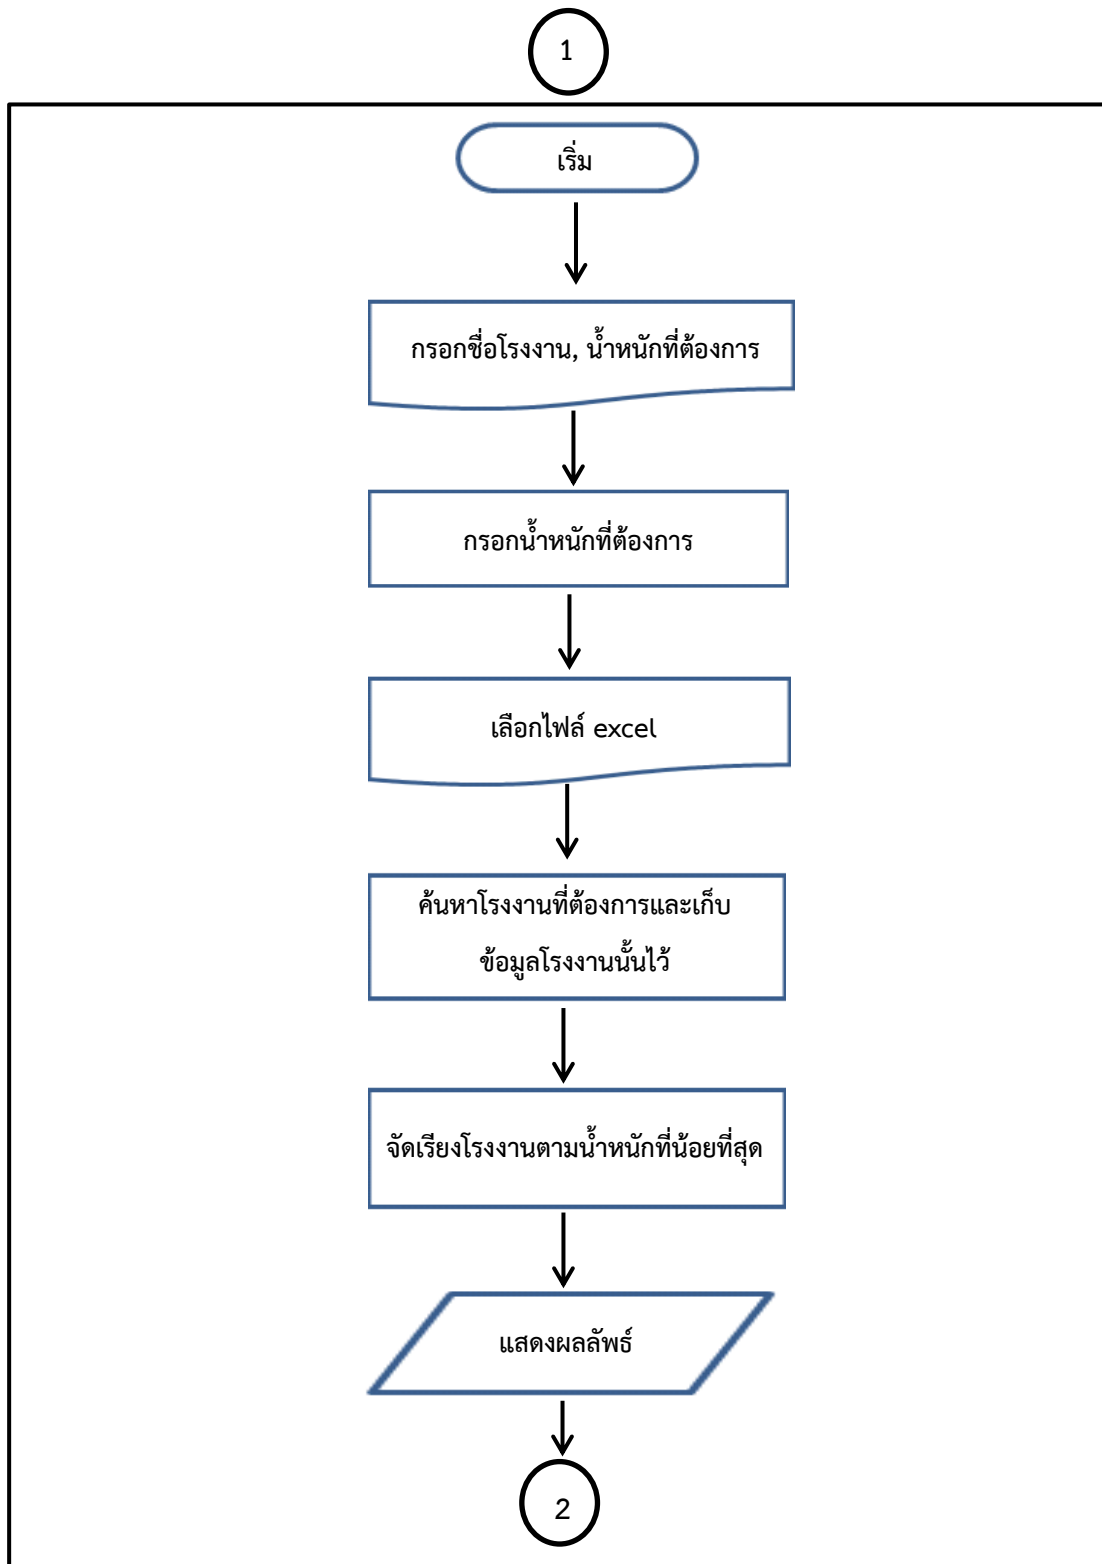 1
เริ่ม
กรอกชื่อโรงงาน, น้ำหนักที่ต้องการ
กรอกน้ำหนักที่ต้องการ
เลือกไฟล์ excel
ค้นหาโรงงานที่ต้องการและเก็บ
ข้อมูลโรงงานนั้นไว้
จัดเรียงโรงงานตามน้ำหนักที่น้อยที่สุด
แสดงผลลัพธ์
2